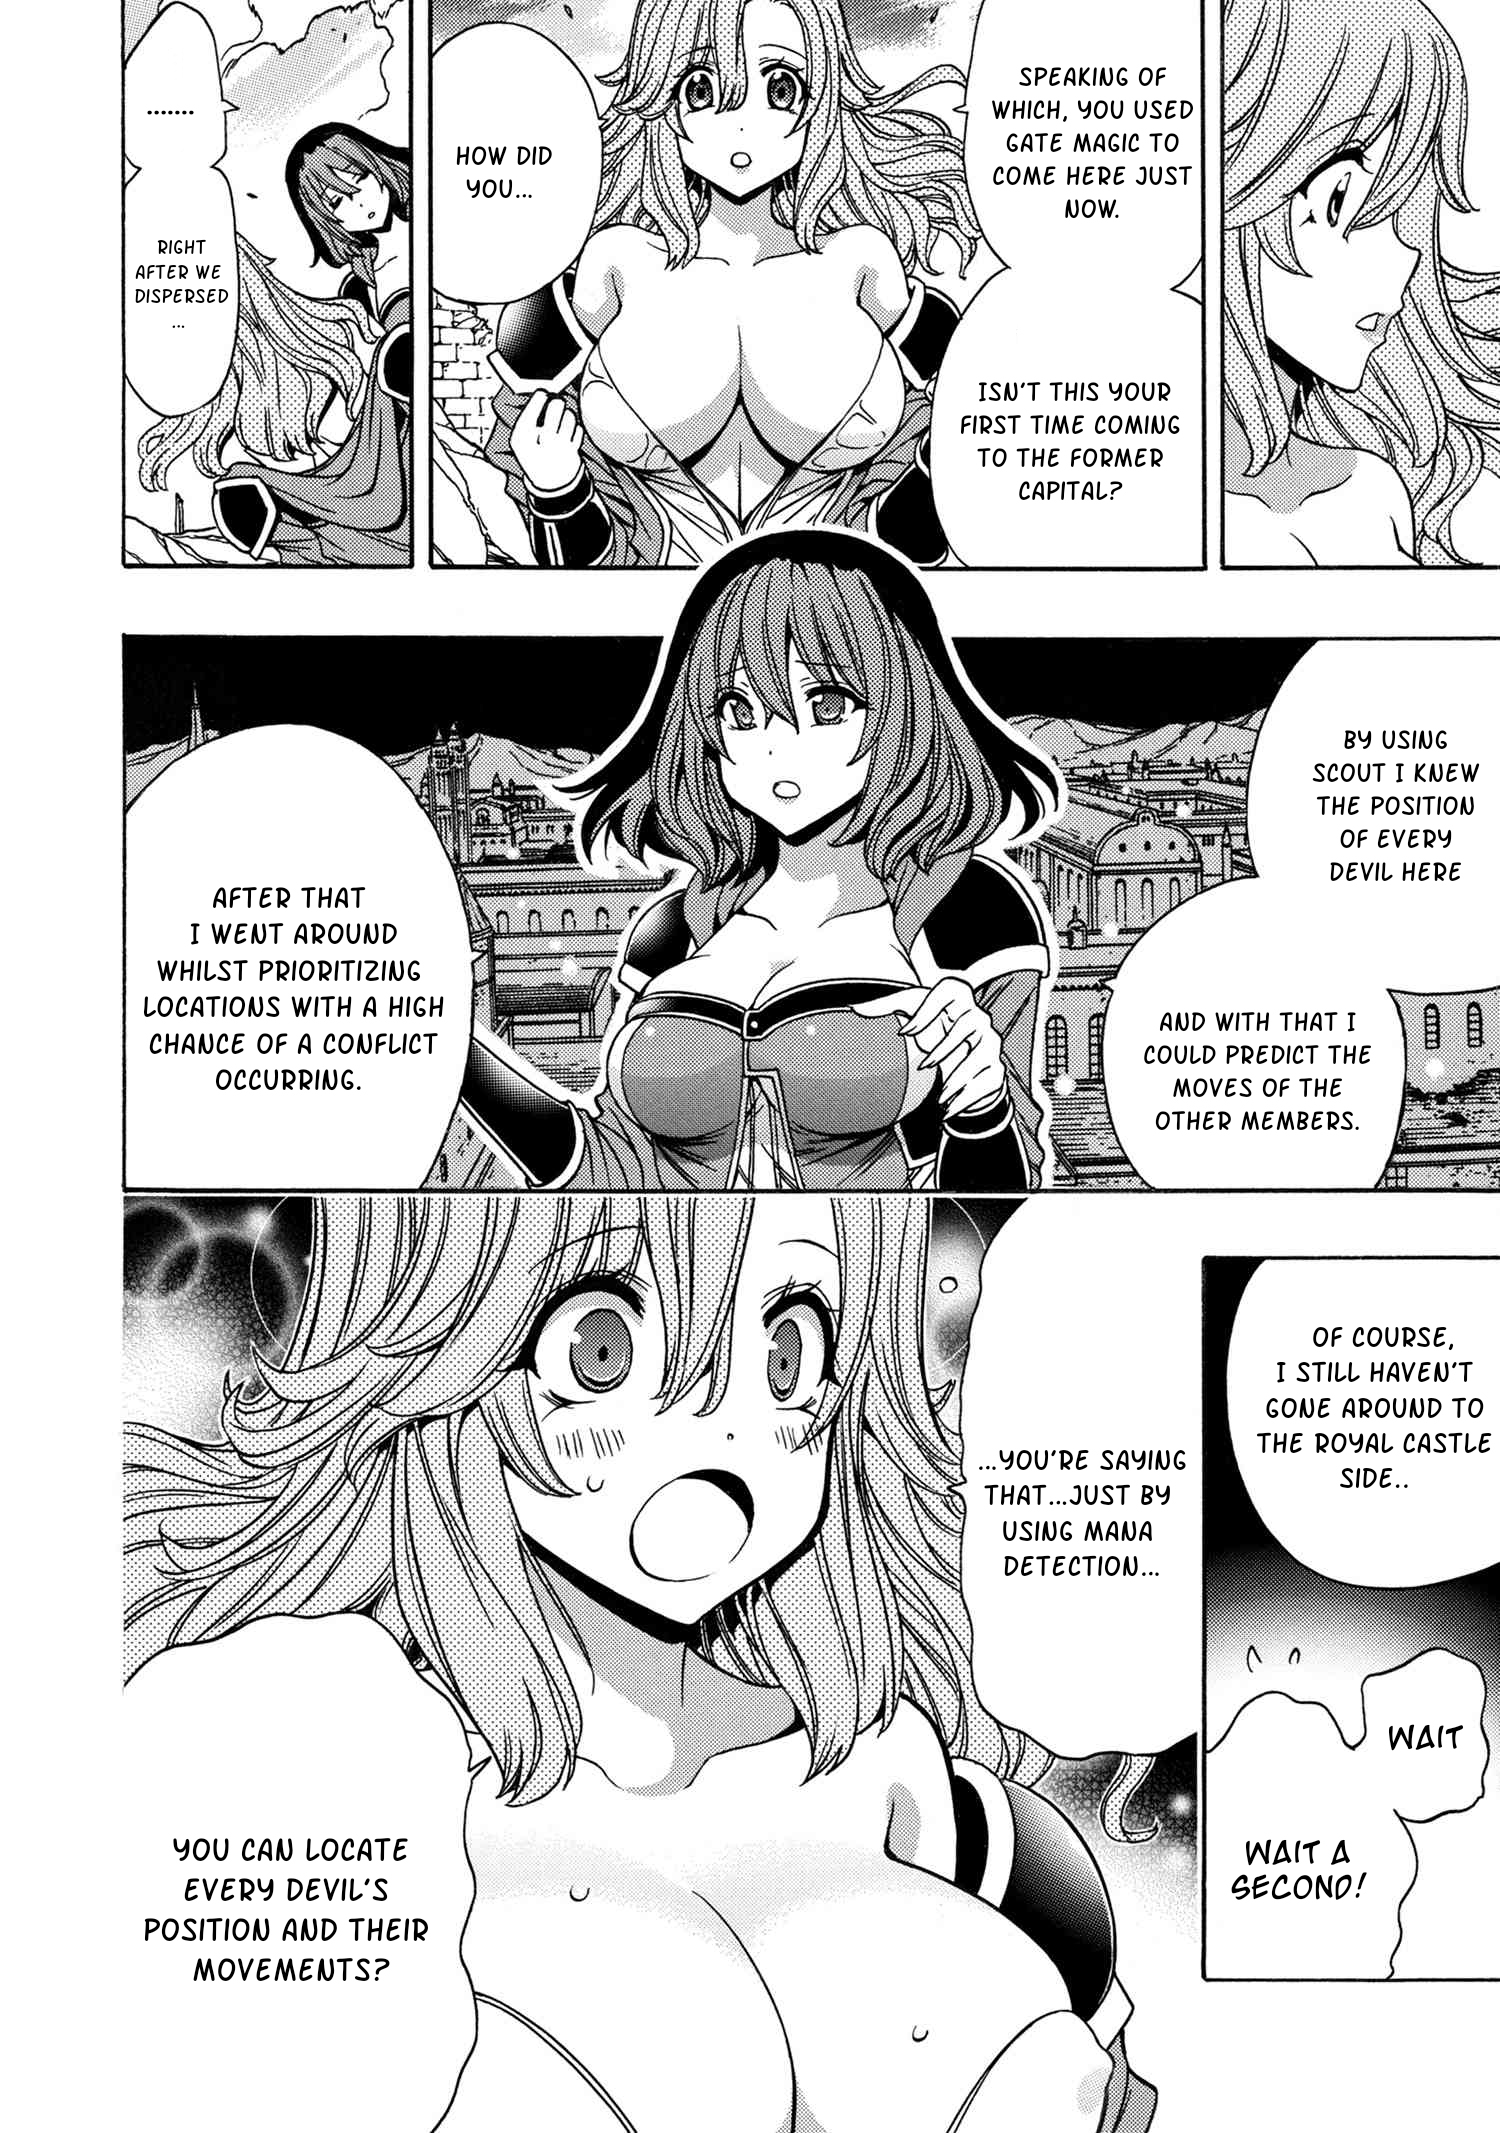 SPEAKING OF
WHICH, YOU USED
GATE MAGIC TO
COME HERE JUST
NOW.
ISN'T THIS YOUR
FIRST TIME COMING
TO THE FORMER
CAPITAL?
HOW DID
YOU...
.......
RIGHT
AFTER WE
DISPERSED
...
BY USING
SCOUT I KNEW
THE POSITION
OF EVERY
DEVIL HERE
AND WITH THAT I
COULD PREDICT THE
MOVES OF THE
OTHER MEMBERS.
AFTER THAT
I WENT AROUND
WHILST PRIORITIZING
LOCATIONS WITH A HIGH
CHANCE OF A CONFLICT
OCCURRING.
OF COURSE,
I STILL HAVEN'T
GONE AROUND TO
THE ROYAL CASTLE
SIDE..
WAIT
WAIT A
SECOND!
...YOU'RE SAYING
THAT...JUST BY
USING MANA
DETECTION...
YOU CAN LOCATE
EVERY DEVIL'S
POSITION AND THEIR
MOVEMENTS?